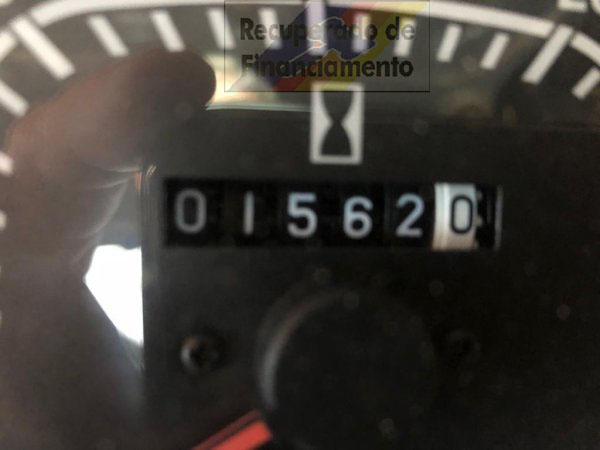 Recuperado de
Financiamento
015620